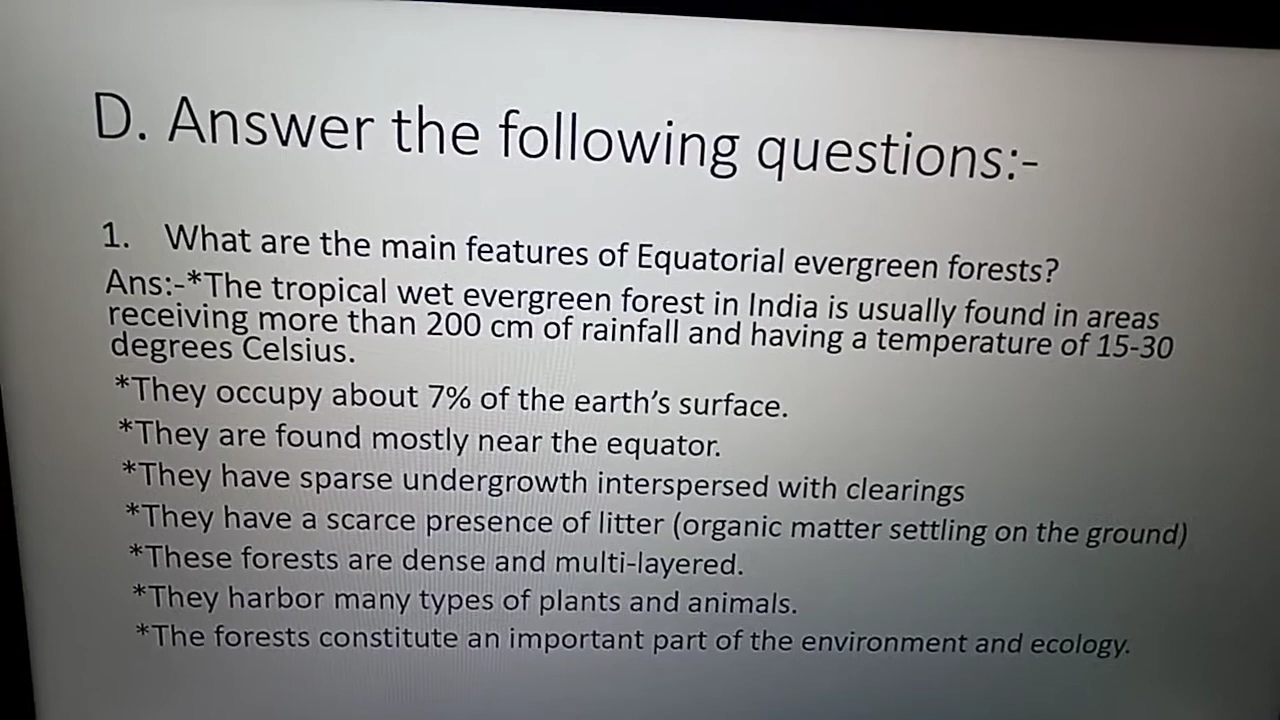 D. Answer the following questions:-
1. What are the main features of Equatorial evergreen forests?
Ans:-*The tropical wet evergreen forest in India is usually found in areas
receiving more than 200 cm of rainfall and having a temperature of 15-30
degrees Celsius.
*They occupy about 7% of the earth's surface.
*They are found mostly near the equator.
*They have sparse undergrowth interspersed with clearings
*They have a scarce presence of litter (organic matter settling on the ground)
*These forests are dense and multi-layered.
*They harbor many types of plants and animals.
*The forests constitute an important part of the environment and ecology.